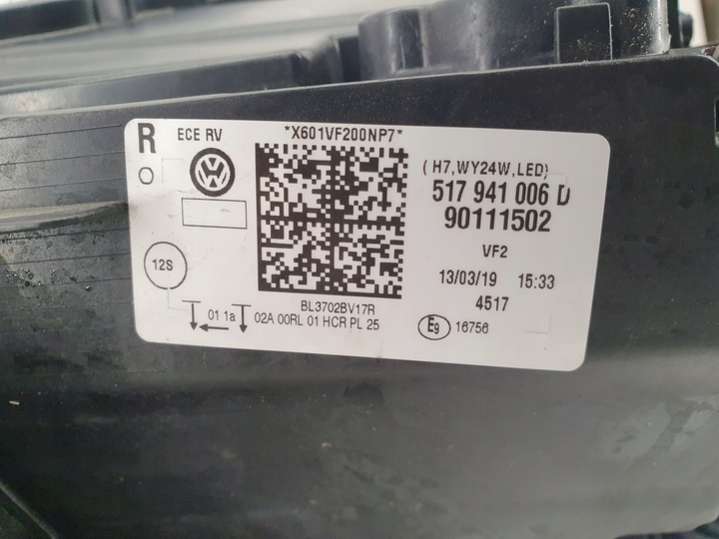 R ECE RV *X601VF200NP7*
O
(H7,WY24W,LED)
517 941 006 D
90111502
VF2
12S
13/03/19 15:33
4517
BL3702BV17R
01 1a 02A 00RL 01 HCR PL 25
E9 16756